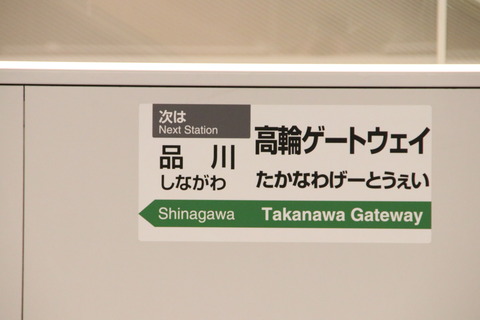 次は
Next Station
品川
しながわ
Shinagawa
高輪ゲートウェイ
たかなわげーとうぇい
Takanawa Gateway